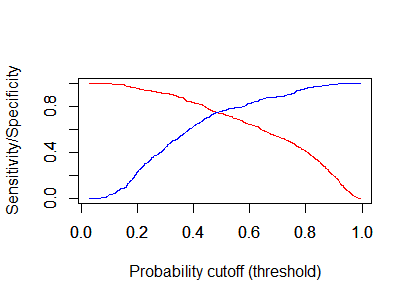 Sensitivity/Specificity
0.8
0.4
0.0
0.0 0.2 0.4 0.6 0.8 1.0
Probability cutoff (threshold)